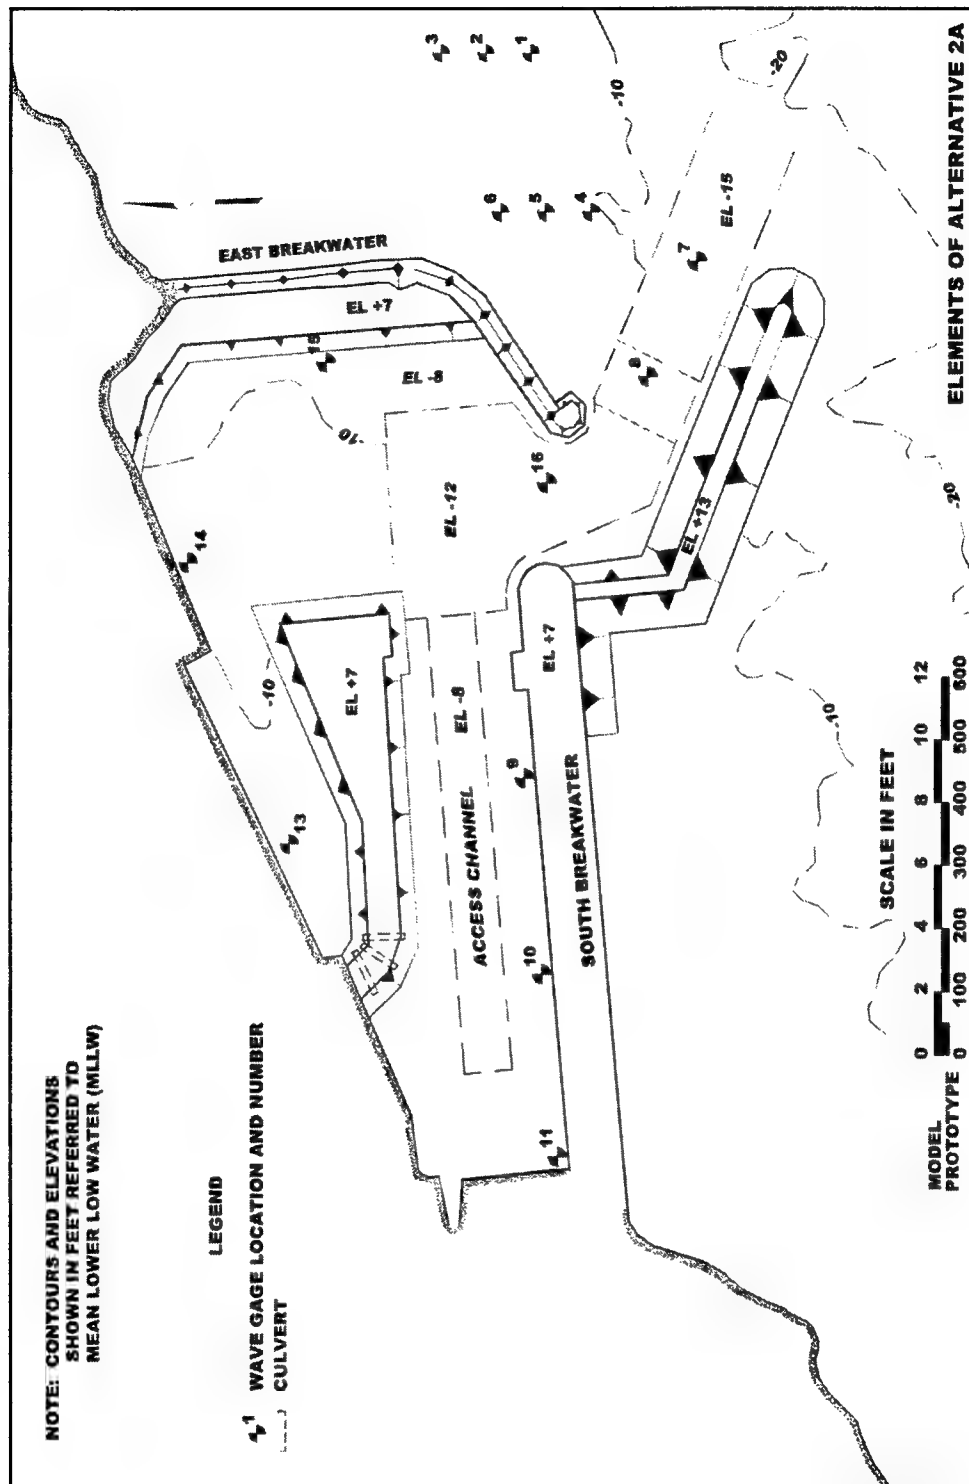 NOTE: CONTOURS AND ELEVATIONS
SHOWN IN FEET REFERRED TO
MEAN LOWER LOW WATER (MLLW)
LEGEND
1 WAVE GAGE LOCATION AND NUMBER
CULVERT
14
13
-10
EL +7
15
-10
EL +7
EAST BREAKWATER
EL -8
3
2
1
6
5
4
-10
-20
EL -12
16
8
7
EL -15
EL -8
ACCESS CHANNEL
9
10
11
EL +7
SOUTH BREAKWATER
EL +13
-10
-20
SCALE IN FEET
MODEL 0 2 4 6 8 10 12
PROTOTYPE 0 100 200 300 400 500 600
ELEMENTS OF ALTERNATIVE 2A